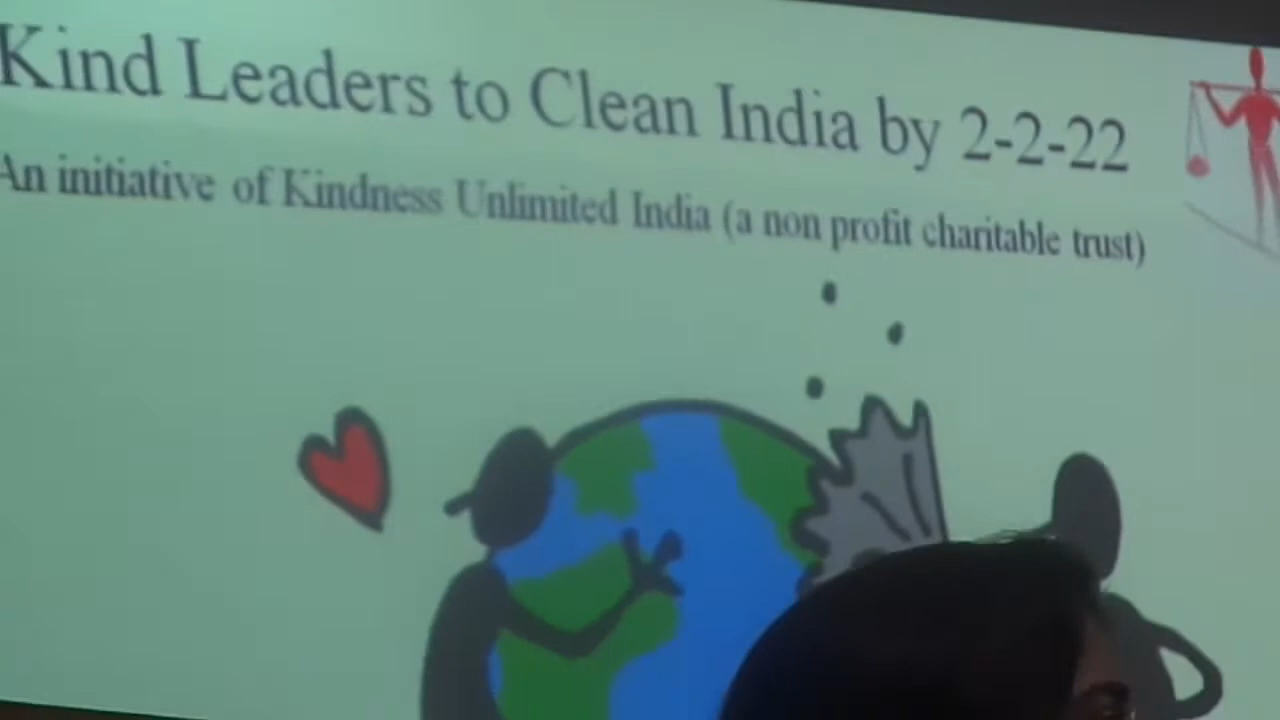 Kind Leaders to Clean India by 2-2-22
An initiative of Kindness Unlimited India (a non profit charitable trust)